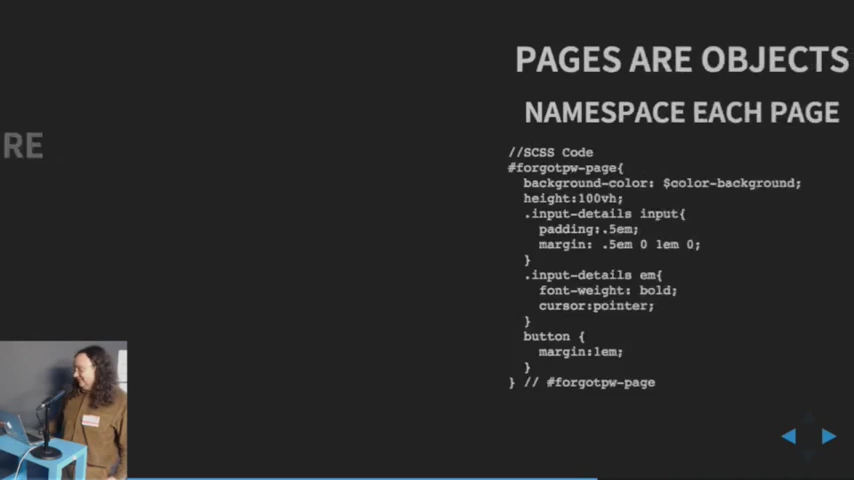 PAGES ARE OBJECTS
NAMESPACE EACH PAGE
RE
//SCSS Code
#forgotpw-page{
background-color: $color-background;
height:100vh;
.input-details input{
padding:.5em;
margin: .5em 0 1em 0;
}
.input-details em{
font-weight: bold;
cursor:pointer;
}
button {
margin:1em;
}
} // #forgotpw-page